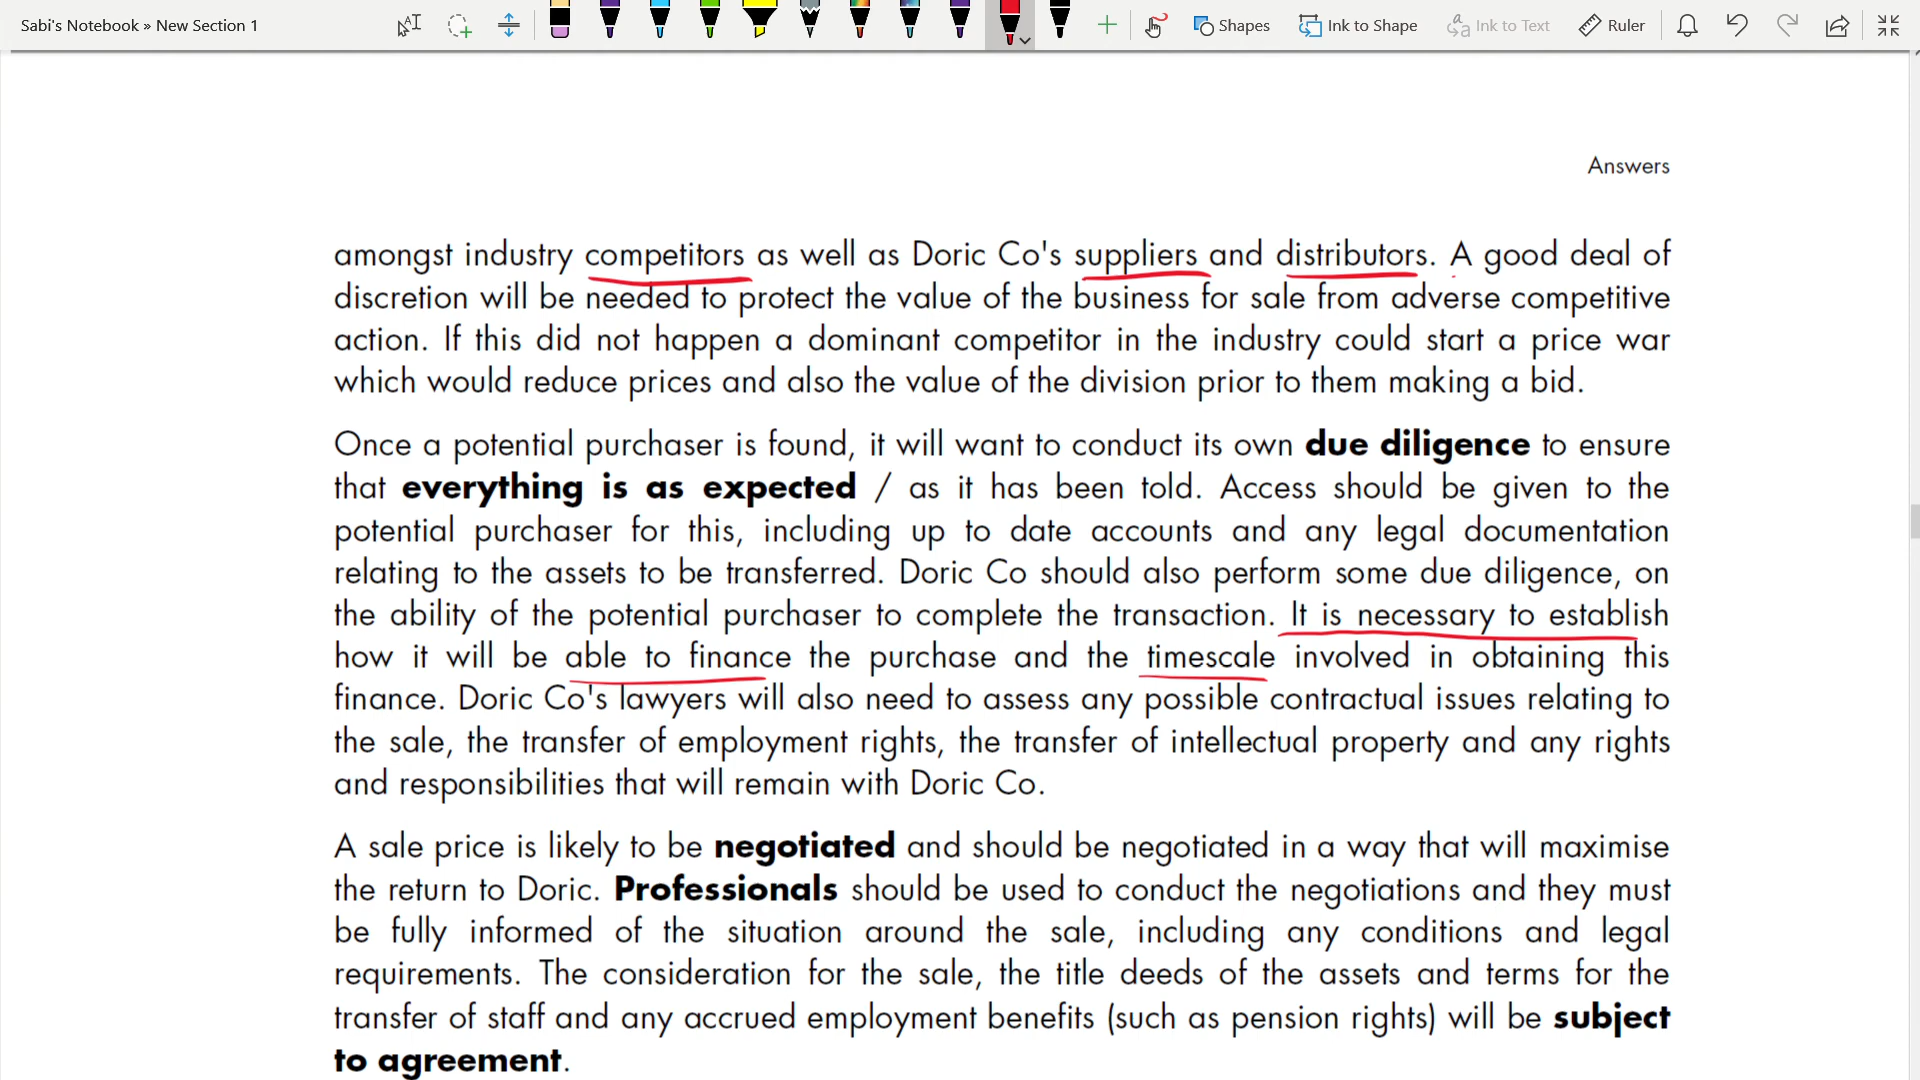 Sabi's Notebook » New Section 1
Shapes
Ink to Shape
Ink to Text
Ruler
Answers
amongst industry competitors as well as Doric Co's suppliers and distributors. A good deal of
discretion will be needed to protect the value of the business for sale from adverse competitive
action. If this did not happen a dominant competitor in the industry could start a price war
which would reduce prices and also the value of the division prior to them making a bid.
Once a potential purchaser is found, it will want to conduct its own due diligence to ensure
that everything is as expected / as it has been told. Access should be given to the
potential purchaser for this, including up to date accounts and any legal documentation
relating to the assets to be transferred. Doric Co should also perform some due diligence, on
the ability of the potential purchaser to complete the transaction. It is necessary to establish
how it will be able to finance the purchase and the timescale involved in obtaining this
finance. Doric Co's lawyers will also need to assess any possible contractual issues relating to
the sale, the transfer of employment rights, the transfer of intellectual property and any rights
and responsibilities that will remain with Doric Co.
A sale price is likely to be negotiated and should be negotiated in a way that will maximise
the return to Doric. Professionals should be used to conduct the negotiations and they must
be fully informed of the situation around the sale, including any conditions and legal
requirements. The consideration for the sale, the title deeds of the assets and terms for the
transfer of staff and any accrued employment benefits (such as pension rights) will be subject
to agreement.